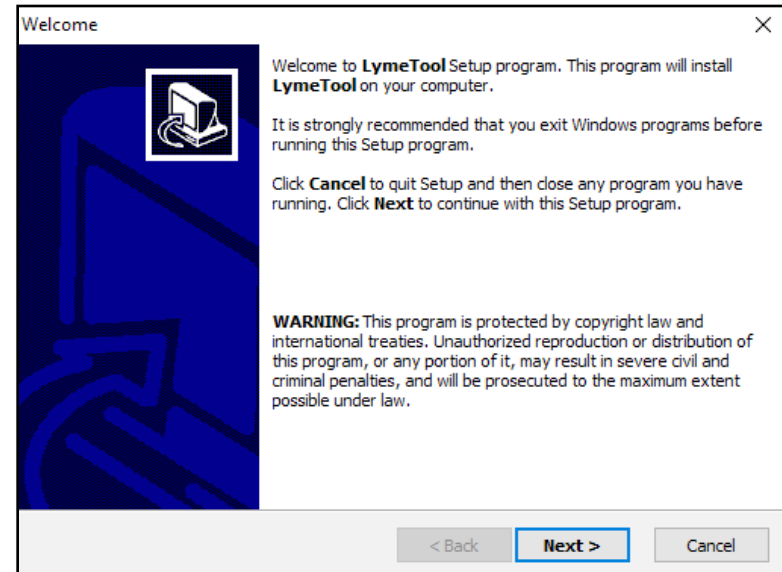 Welcome
Welcome to LymeTool Setup program. This program will install
LymeTool on your computer.
It is strongly recommended that you exit Windows programs before
running this Setup program.
Click Cancel to quit Setup and then close any program you have
running. Click Next to continue with this Setup program.
WARNING: This program is protected by copyright law and
international treaties. Unauthorized reproduction or distribution of
this program, or any portion of it, may result in severe civil and
criminal penalties, and will be prosecuted to the maximum extent
possible under law.
< Back Next > Cancel